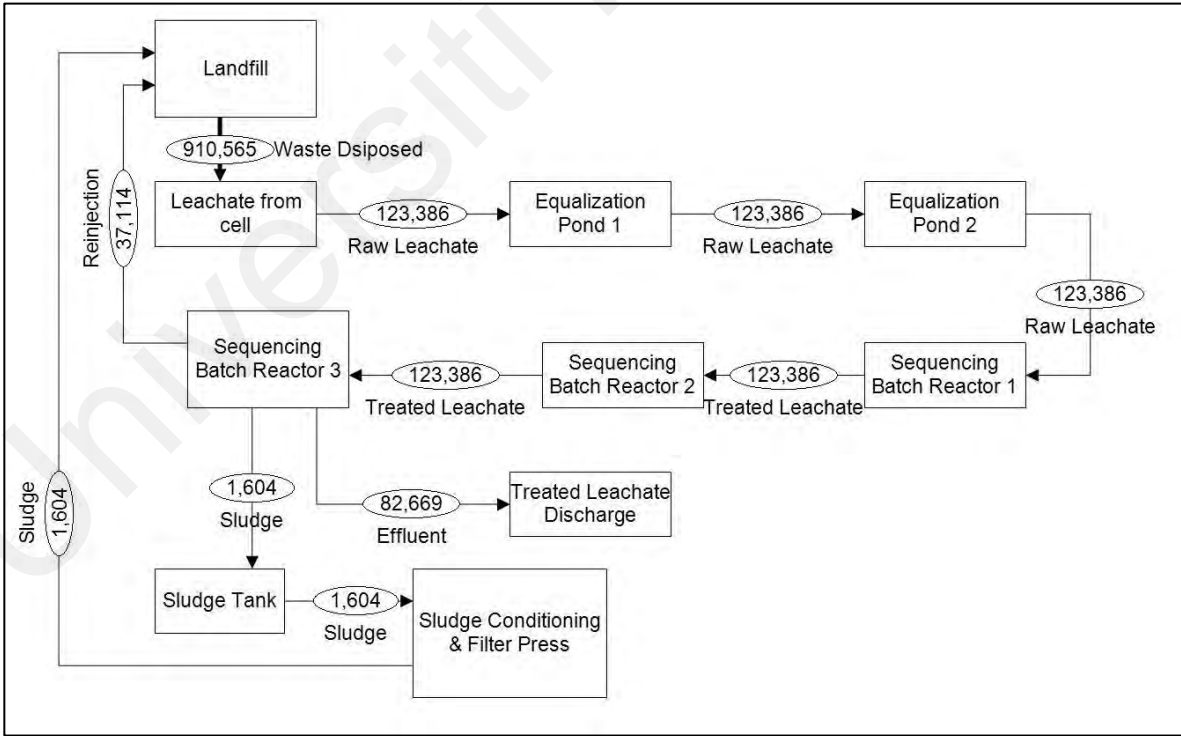 Universiti
Landfill
910,565
Waste Dsiposed
Leachate from
cell
123,386
Raw Leachate
Equalization
Pond 1
123,386
Raw Leachate
Equalization
Pond 2
123,386
Raw Leachate
Sequencing
Batch Reactor 1
123,386
Treated Leachate
Sequencing
Batch Reactor 2
123,386
Treated Leachate
Sequencing
Batch Reactor 3
Reinjection
37,114
1,604
Sludge
82,669
Effluent
Treated Leachate
Discharge
Sludge Tank
1,604
Sludge
Sludge Conditioning
& Filter Press
Sludge
1,604